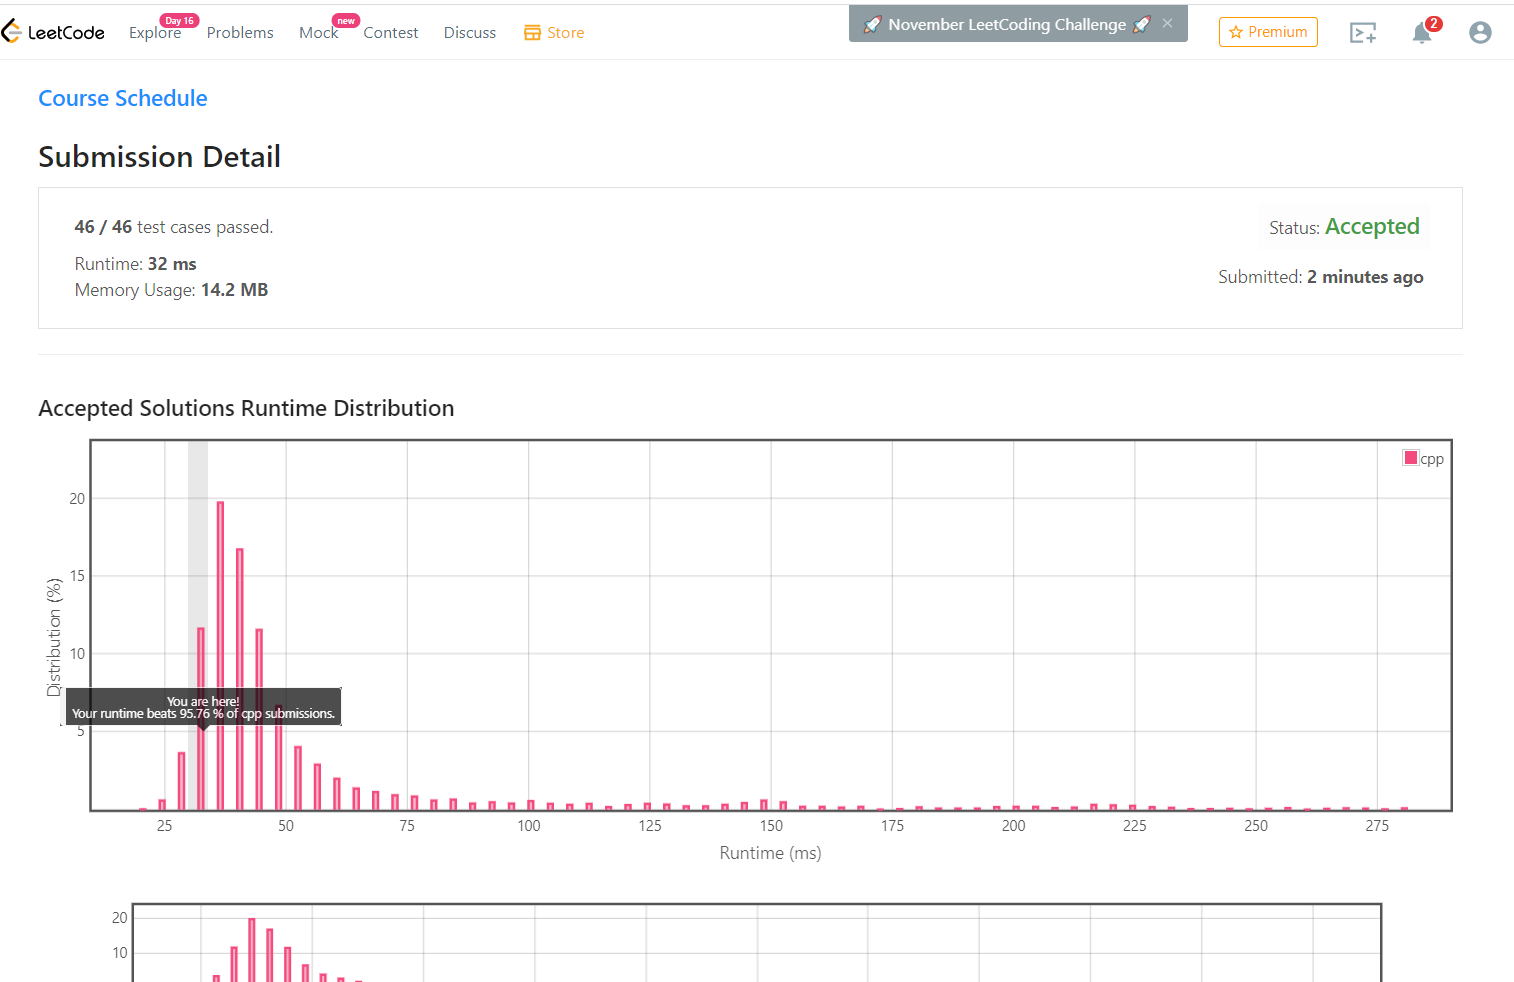 LeetCode Explore Day 16 Problems Mock new Contest Discuss Store 🚀 November LeetCoding Challenge 🚀 × Premium 2
Course Schedule
Submission Detail
46 / 46 test cases passed.
Status: Accepted
Runtime: 32 ms
Submitted: 2 minutes ago
Memory Usage: 14.2 MB
Accepted Solutions Runtime Distribution
cpp
20
15
10
5
Distribution (%)
You are here!
Your runtime beats 95.76 % of cpp submissions.
25 50 75 100 125 150 175 200 225 250 275
Runtime (ms)
20
10